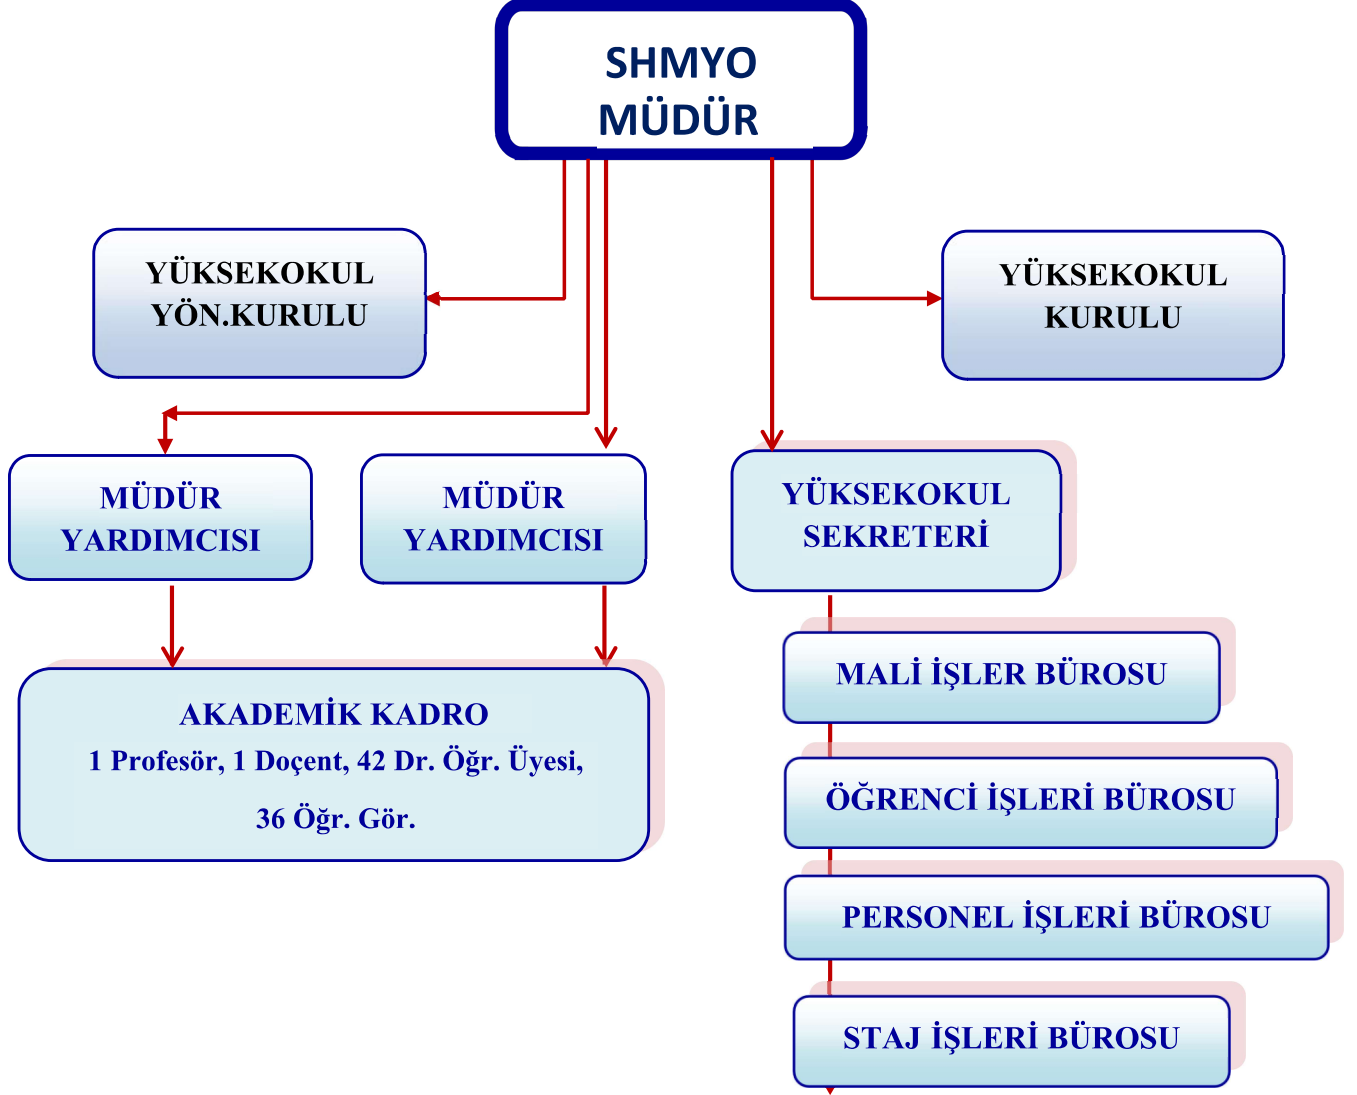 SHMYO
MÜDÜR
YÜKSEKOKUL
YÖN.KURULU
YÜKSEKOKUL
KURULU
MÜDÜR
YARDIMCISI
MÜDÜR
YARDIMCISI
YÜKSEKOKUL
SEKRETERİ
AKADEMİK KADRO
1 Profesör, 1 Doçent, 42 Dr. Öğr. Üyesi,
36 Öğr. Gör.
MALİ İŞLER BÜROSU
ÖĞRENCİ İŞLERİ BÜROSU
PERSONEL İŞLERİ BÜROSU
STAJ İŞLERİ BÜROSU